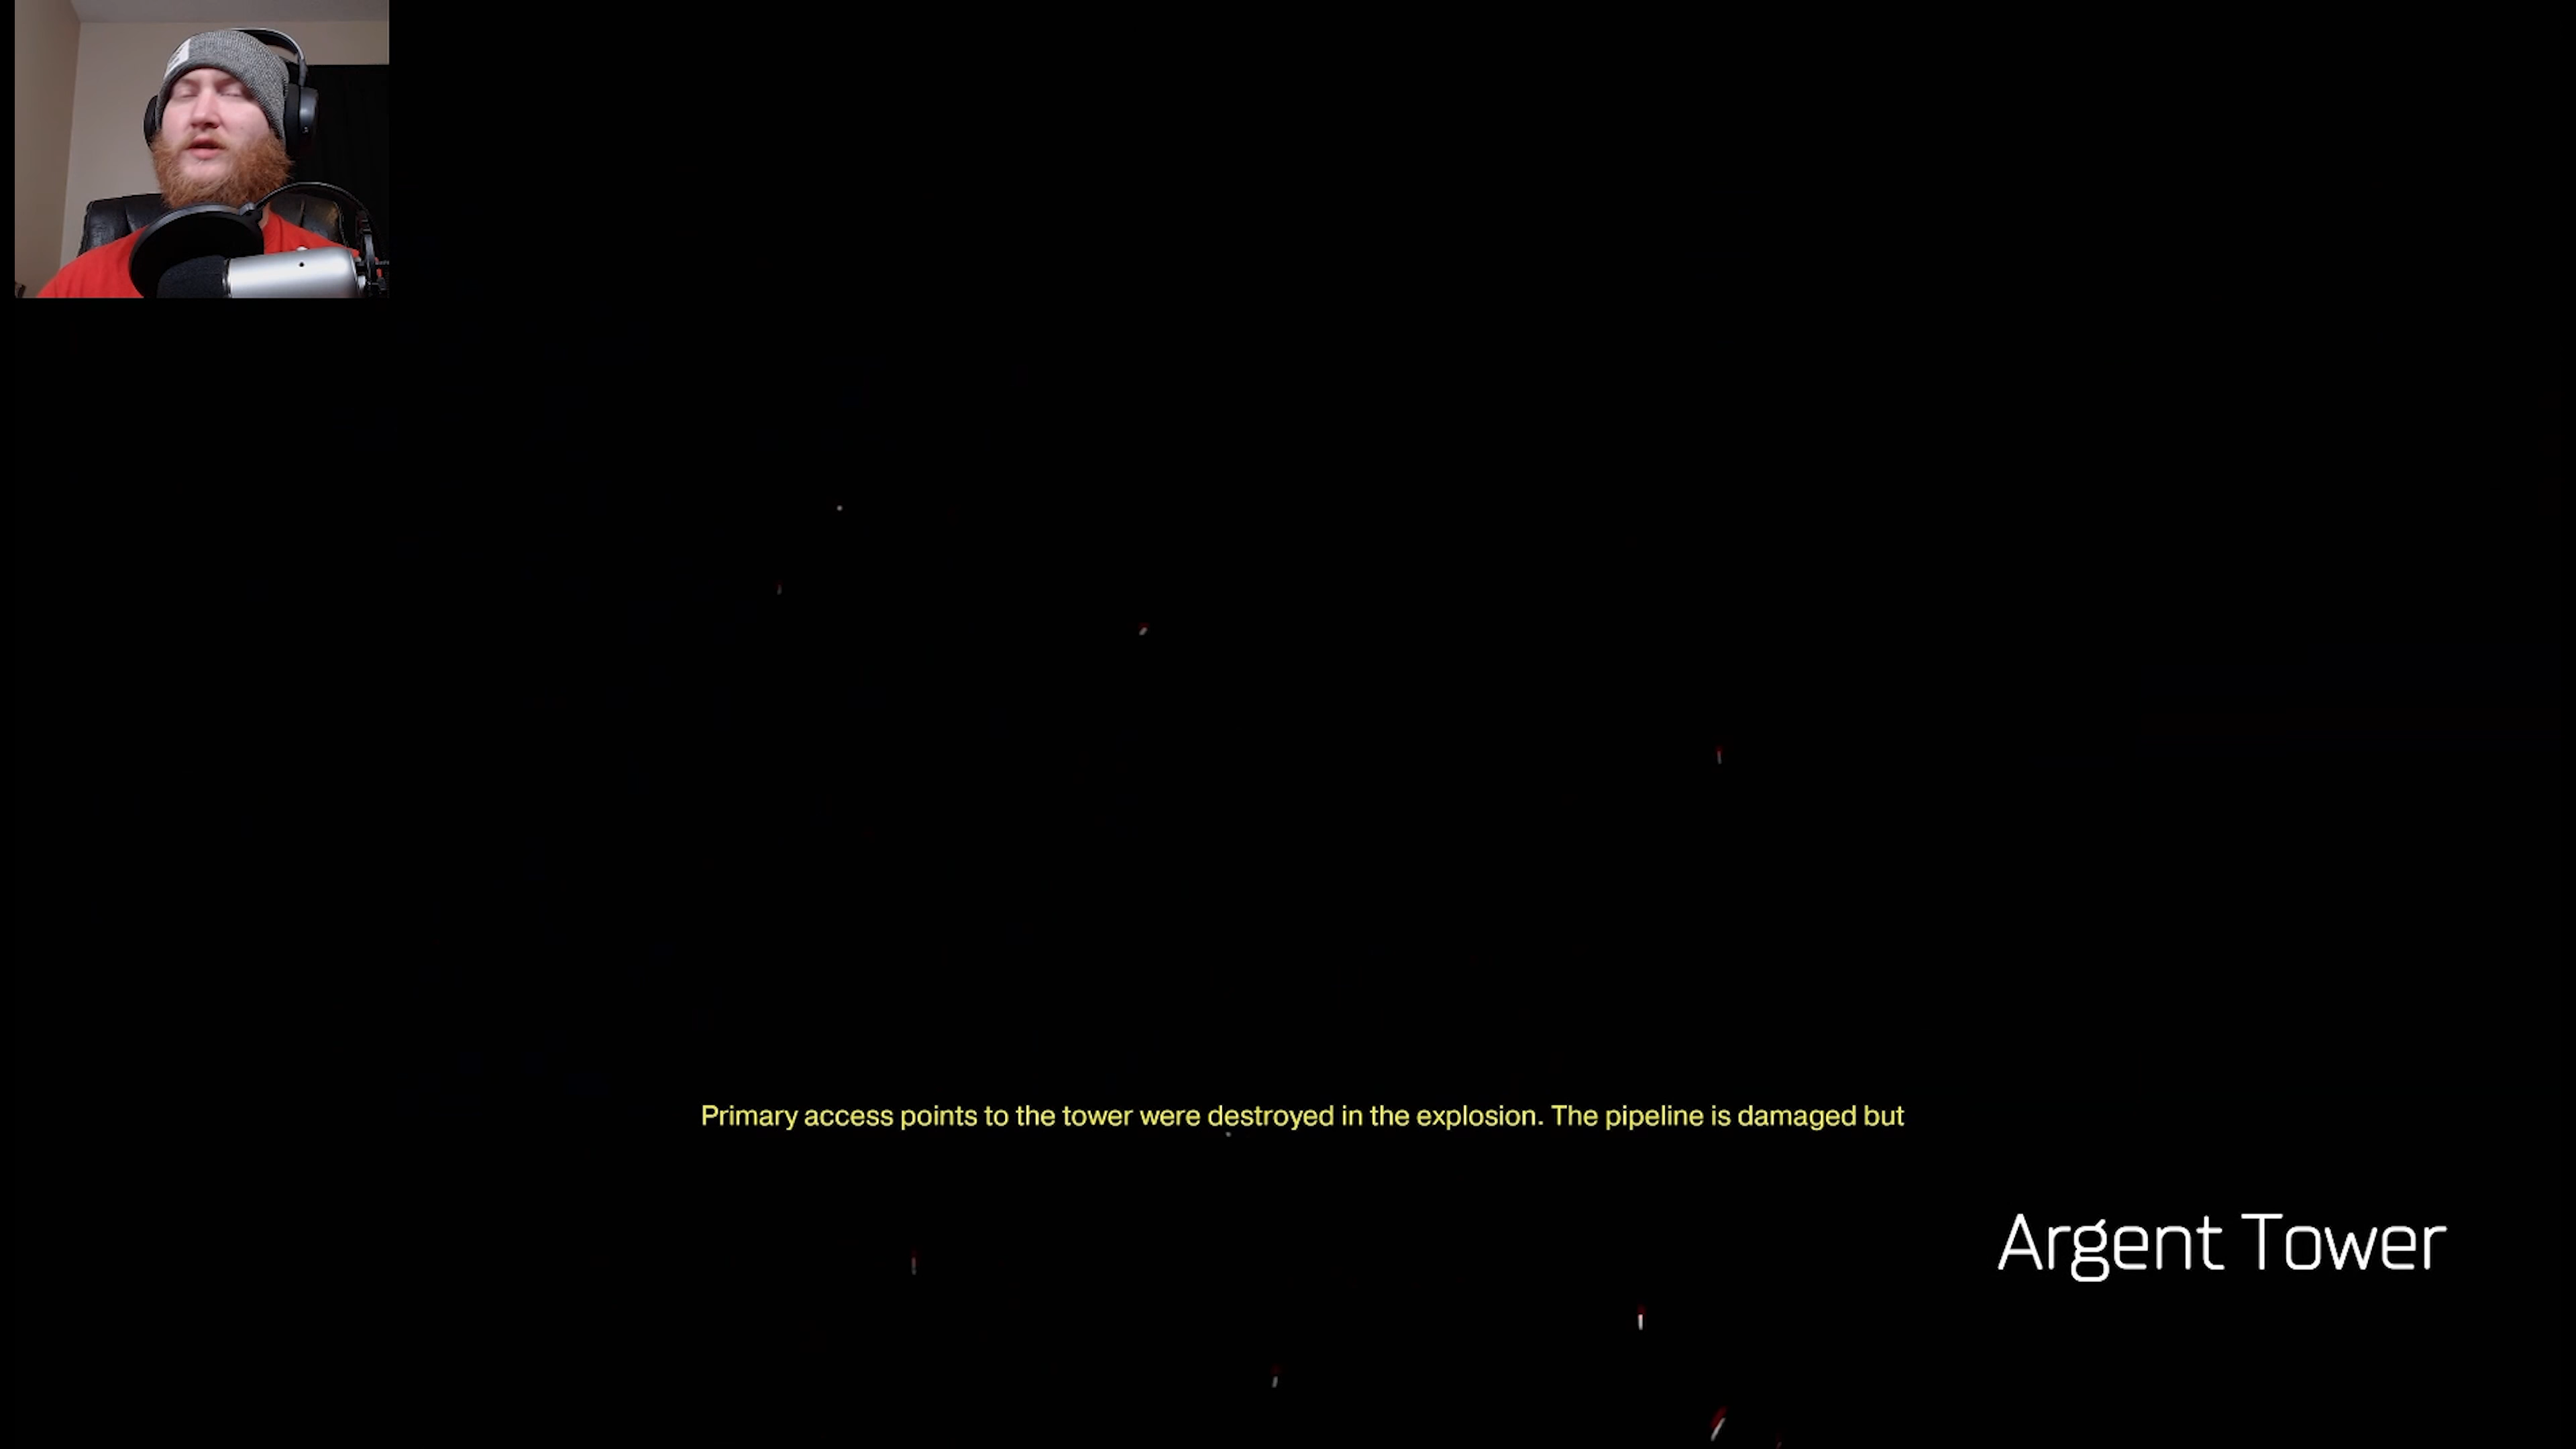 Primary access points to the tower were destroyed in the explosion. The pipeline is damaged but
Argent Tower